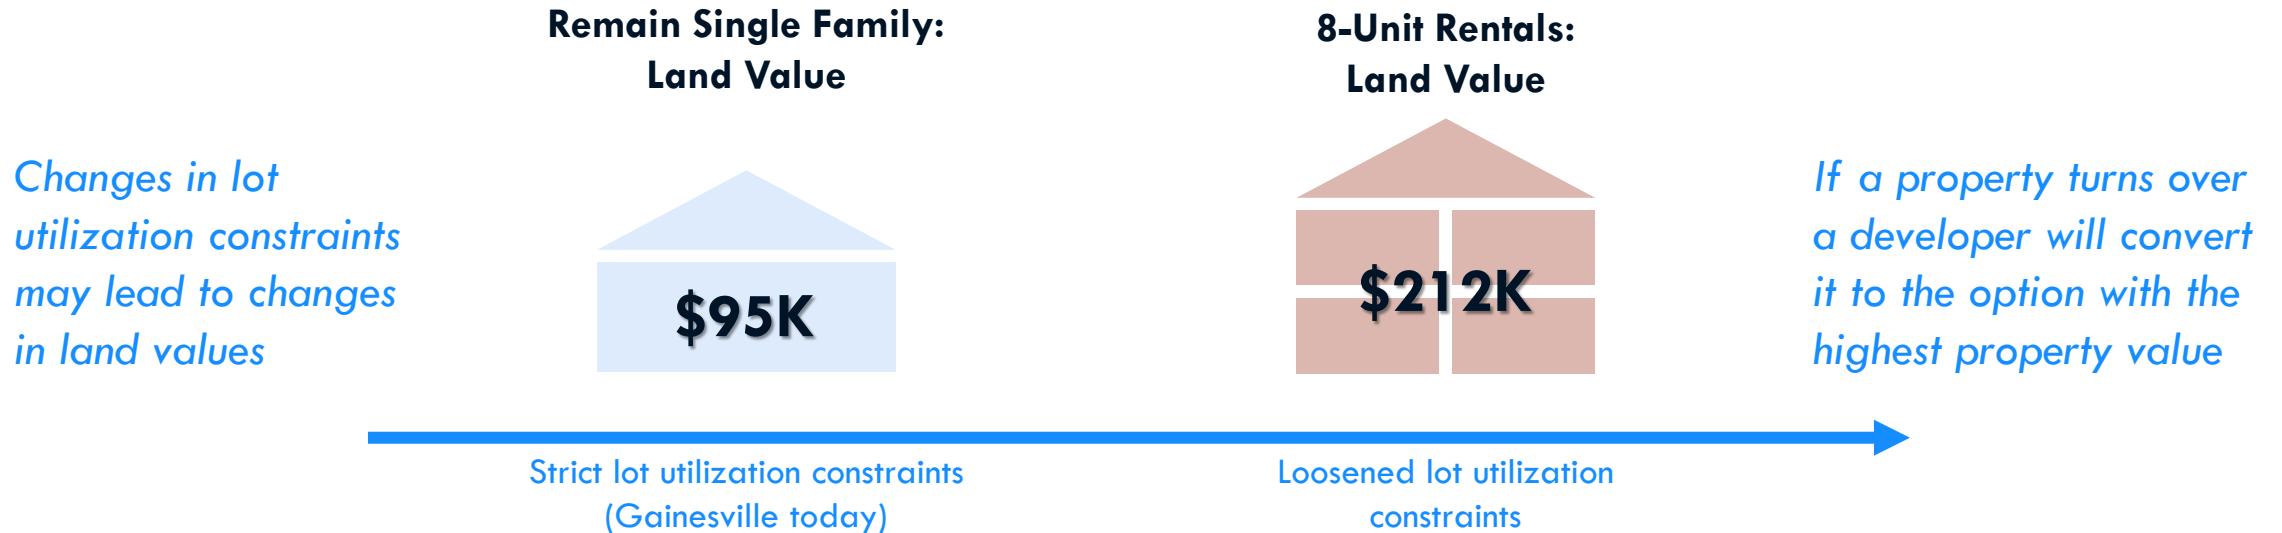 Remain Single Family:
Land Value
8-Unit Rentals:
Land Value
Changes in lot
utilization constraints
may lead to changes
in land values
$95K
$212K
If a property turns over
a developer will convert
it to the option with the
highest property value
Strict lot utilization constraints
(Gainesville today)
Loosened lot utilization
constraints